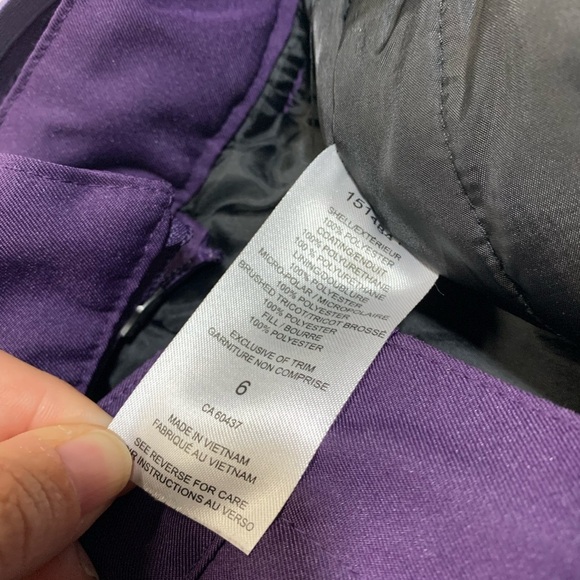 SHELL/EXTÉRIEUR
100% POLYESTER
COATING/ENDUIT
100% POLYURETHANE
100 % POLYURÉTHANE
LINING/DOUBLURE
100% POLYESTER
MICRO-POLAR / MICROPOLAIRE
BRUSHED TRICOT/TRICOT BROSSÉ
100% POLYESTER
FILL / BOURRE
100% POLYESTER
EXCLUSIVE OF TRIM
GARNITURE NON COMPRISE
6
CA 60437
MADE IN VIETNAM
FABRIQUÉ AU VIETNAM
SEE REVERSE FOR CARE
INSTRUCTIONS AU VERSO